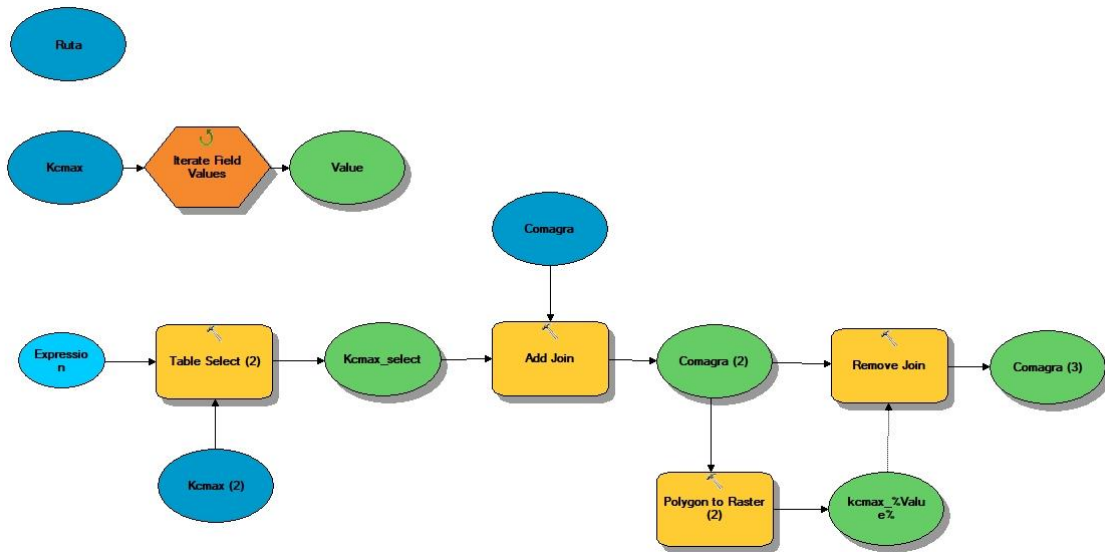 Ruta
Kcmax
Iterate Field
Values
Value
Comagra
Expressio
n
Table Select (2)
Kcmax_select
Add Join
Comagra (2)
Remove Join
Comagra (3)
Kcmax (2)
Polygon to Raster
(2)
kcmax_%Valu
e%